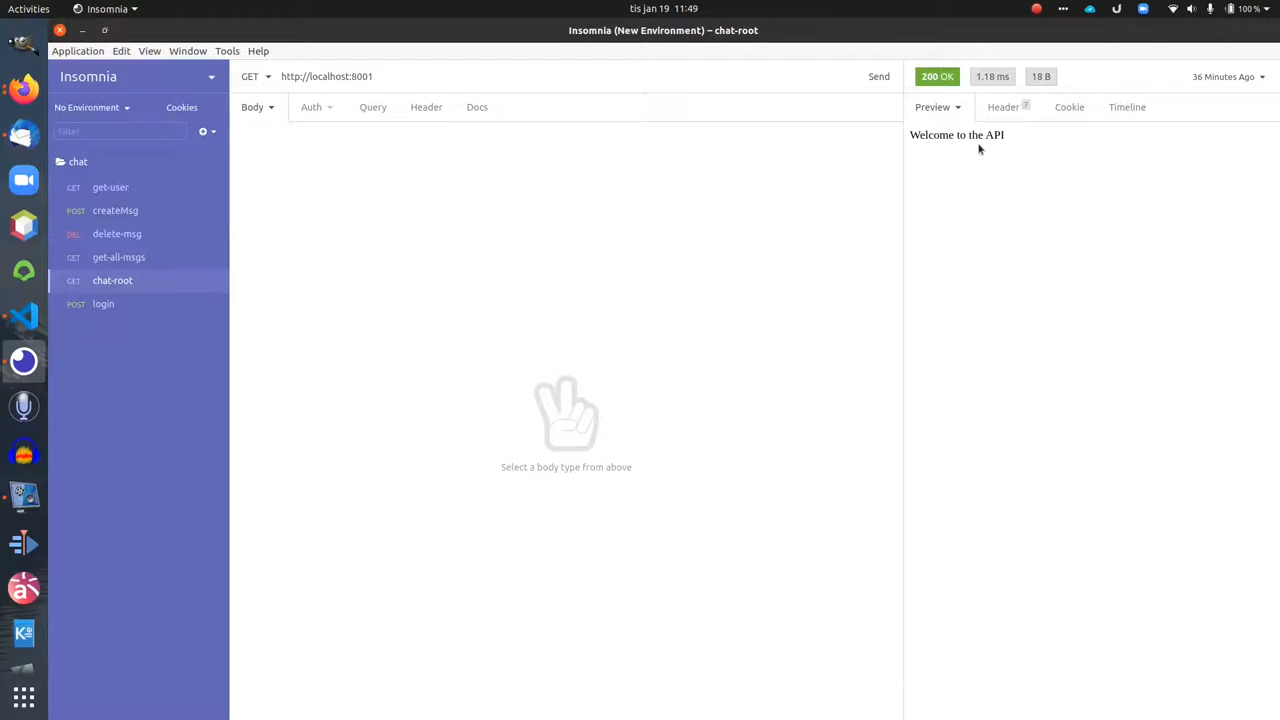 Activities Insomnia tis jan 19 11:49 100 %
Insomnia (New Environment) – chat-root
Application Edit View Window Tools Help
Insomnia GET http://localhost:8001 Send 200 OK 1.18 ms 18 B 36 Minutes Ago
No Environment Cookies Body Auth Query Header Docs Preview Header 7 Cookie Timeline
Filter
Welcome to the API
chat
GET get-user
POST createMsg
DEL delete-msg
GET get-all-msgs
GET chat-root
POST login
Select a body type from above